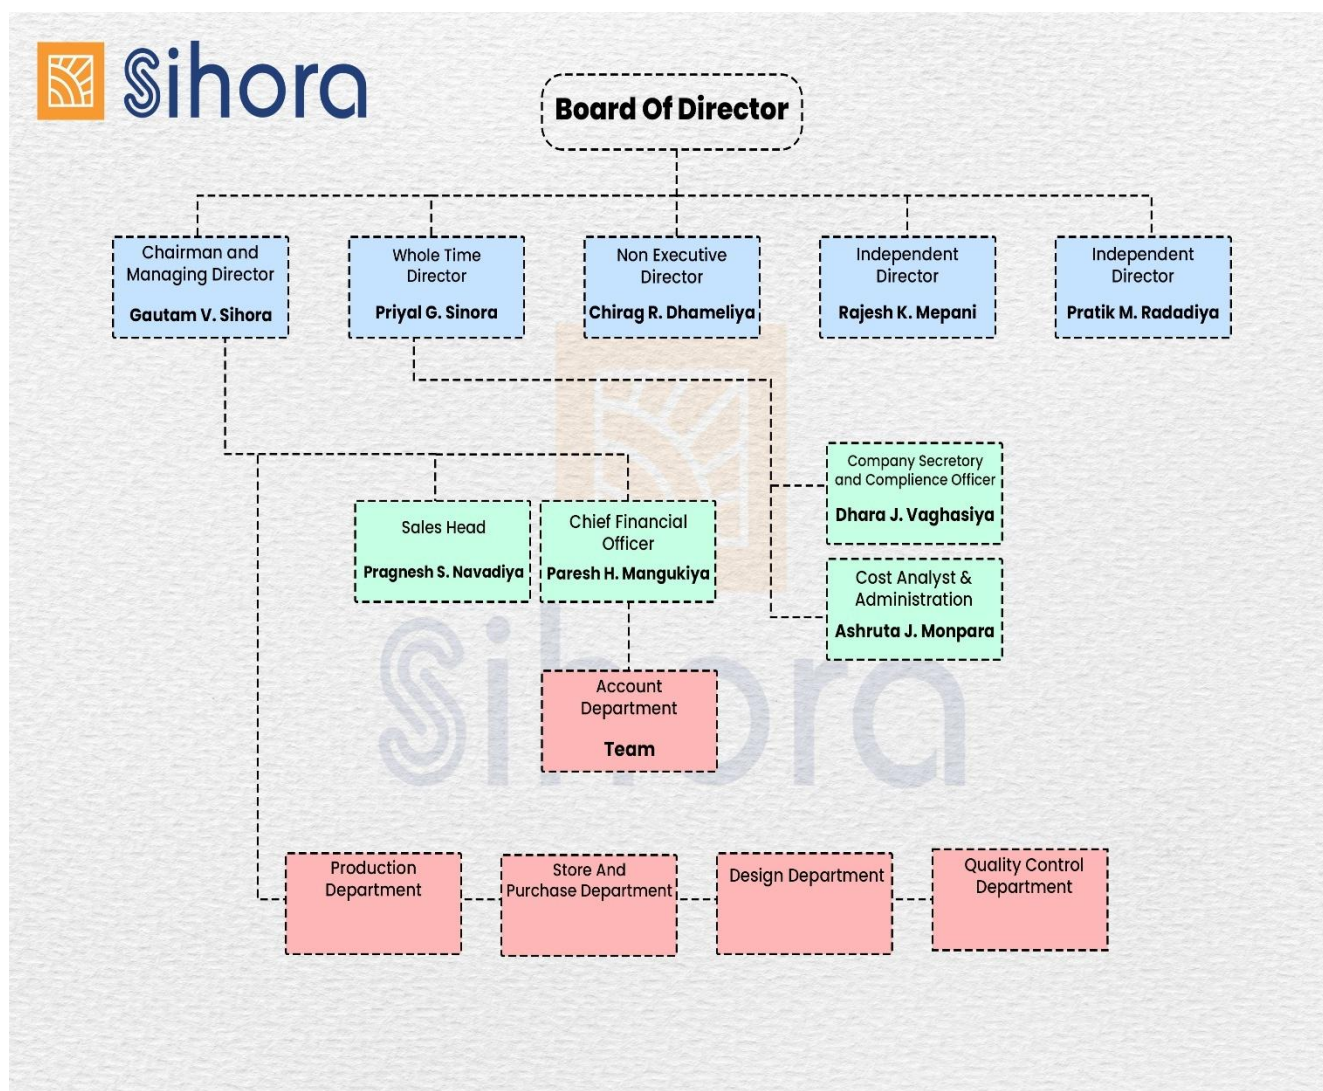 Sihora
Board Of Director
Chairman and
Managing Director
Gautam V. Sihora
Whole Time
Director
Priyal G. Sinora
Non Executive
Director
Chirag R. Dhameliya
Independent
Director
Rajesh K. Mepani
Independent
Director
Pratik M. Radadiya
Company Secretary
and Complience Officer
Dhara J. Vaghasiya
Sales Head
Pragnesh S. Navadiya
Chief Financial
Officer
Paresh H. Mangukiya
Cost Analyst &
Administration
Ashruta J. Monpara
Sihora
Account
Department
Team
Production
Department
Store And
Purchase Department
Design Department
Quality Control
Department